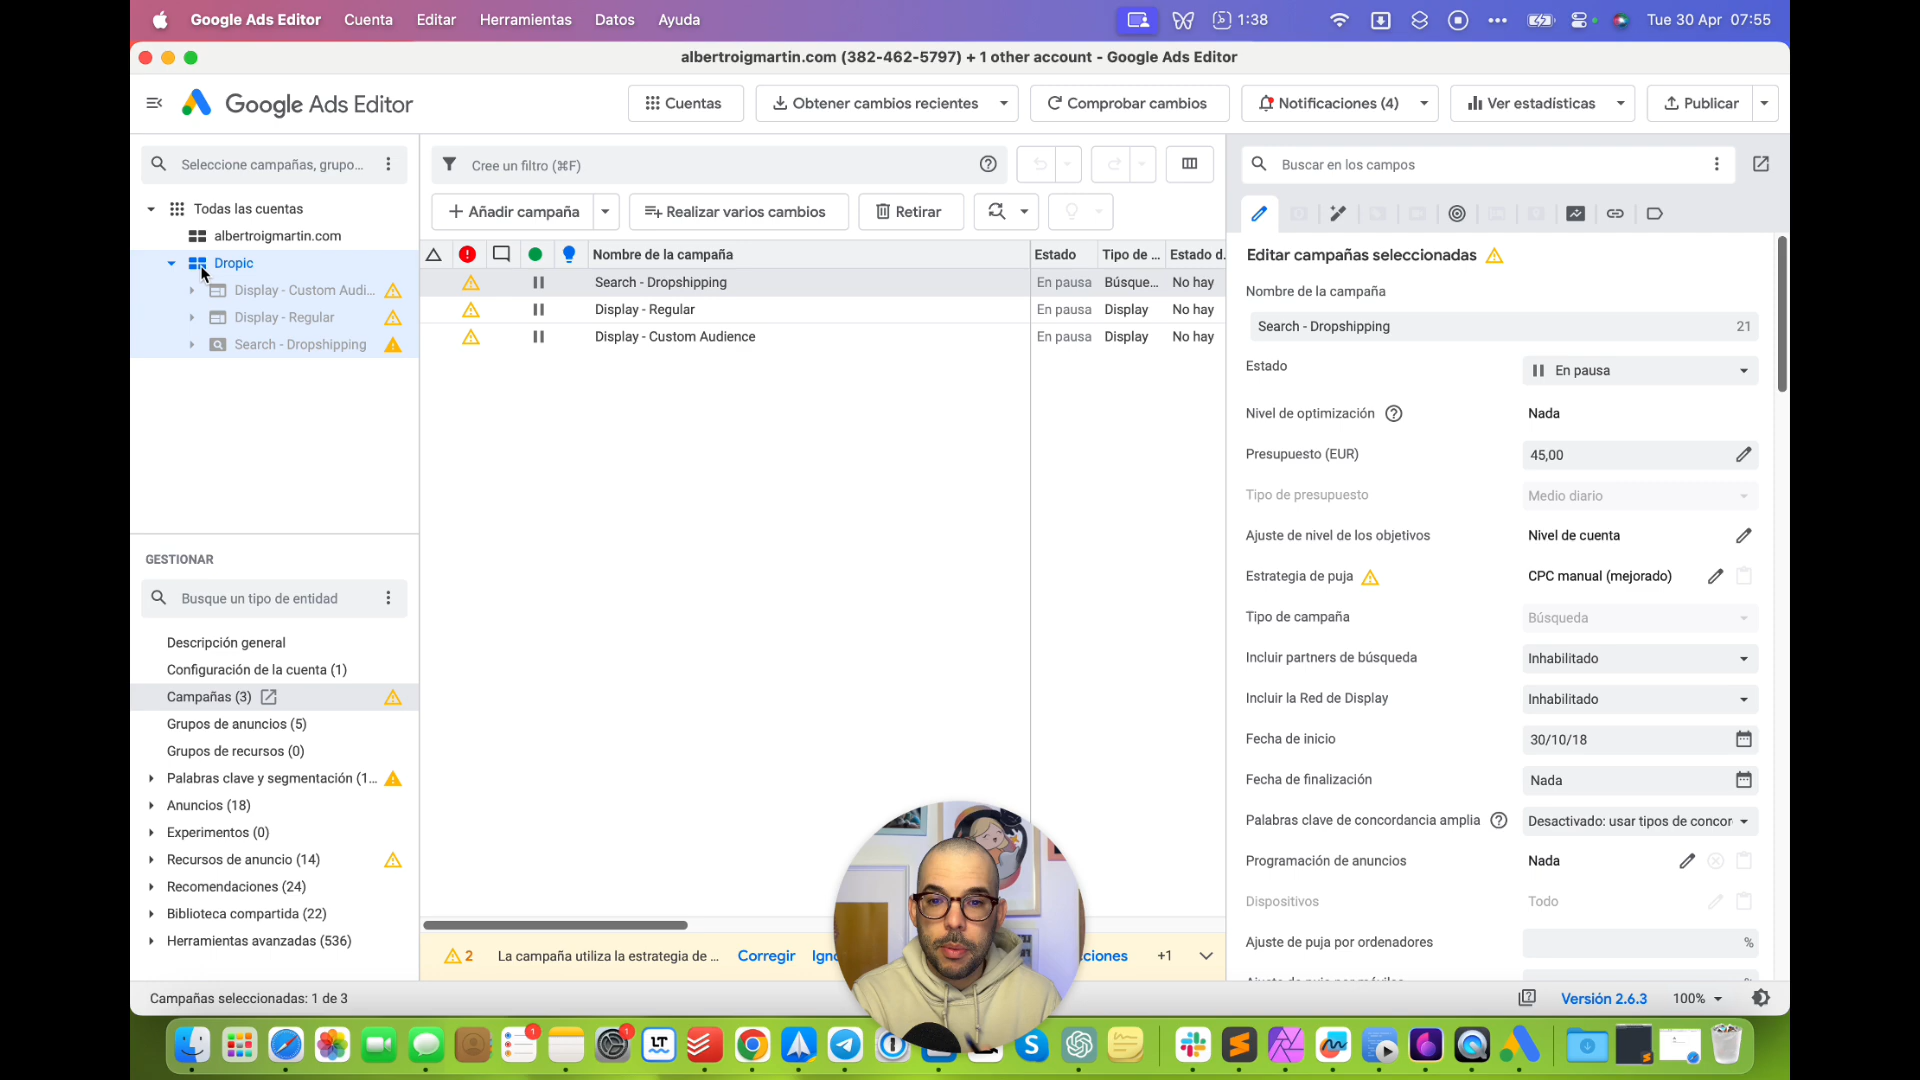 Google Ads Editor Cuenta Editar Herramientas Datos Ayuda 1:38 Tue 30 Apr 07:55
albertroigmartin.com (382-462-5797) + 1 other account - Google Ads Editor
Google Ads Editor Cuentas Obtener cambios recientes Comprobar cambios Notificaciones (4) Ver estadísticas Publicar
Seleccione campañas, grupo...
Todas las cuentas
albertroigmartin.com
Dropic
Display - Custom Audi...
Display - Regular
Search - Dropshipping
GESTIONAR
Busque un tipo de entidad
Descripción general
Configuración de la cuenta (1)
Campañas (3)
Grupos de anuncios (5)
Grupos de recursos (0)
Palabras clave y segmentación (1...
Anuncios (18)
Experimentos (0)
Recursos de anuncio (14)
Recomendaciones (24)
Biblioteca compartida (22)
Herramientas avanzadas (536)
Cree un filtro (⌘F)
Añadir campaña Realizar varios cambios Retirar
Nombre de la campaña Estado Tipo de ... Estado d.
Search - Dropshipping En pausa Búsque... No hay
Display - Regular En pausa Display No hay
Display - Custom Audience En pausa Display No hay
2 La campaña utiliza la estrategia de ... Corregir Igno ciones +1
Buscar en los campos
Editar campañas seleccionadas
Nombre de la campaña
Search - Dropshipping 21
Estado En pausa
Nivel de optimización Nada
Presupuesto (EUR) 45,00
Tipo de presupuesto Medio diario
Ajuste de nivel de los objetivos Nivel de cuenta
Estrategia de puja CPC manual (mejorado)
Tipo de campaña Búsqueda
Incluir partners de búsqueda Inhabilitado
Incluir la Red de Display Inhabilitado
Fecha de inicio 30/10/18
Fecha de finalización Nada
Palabras clave de concordancia amplia Desactivado: usar tipos de concor
Programación de anuncios Nada
Dispositivos Todo
Ajuste de puja por ordenadores %
Campañas seleccionadas: 1 de 3 Versión 2.6.3 100%
1 1 LT